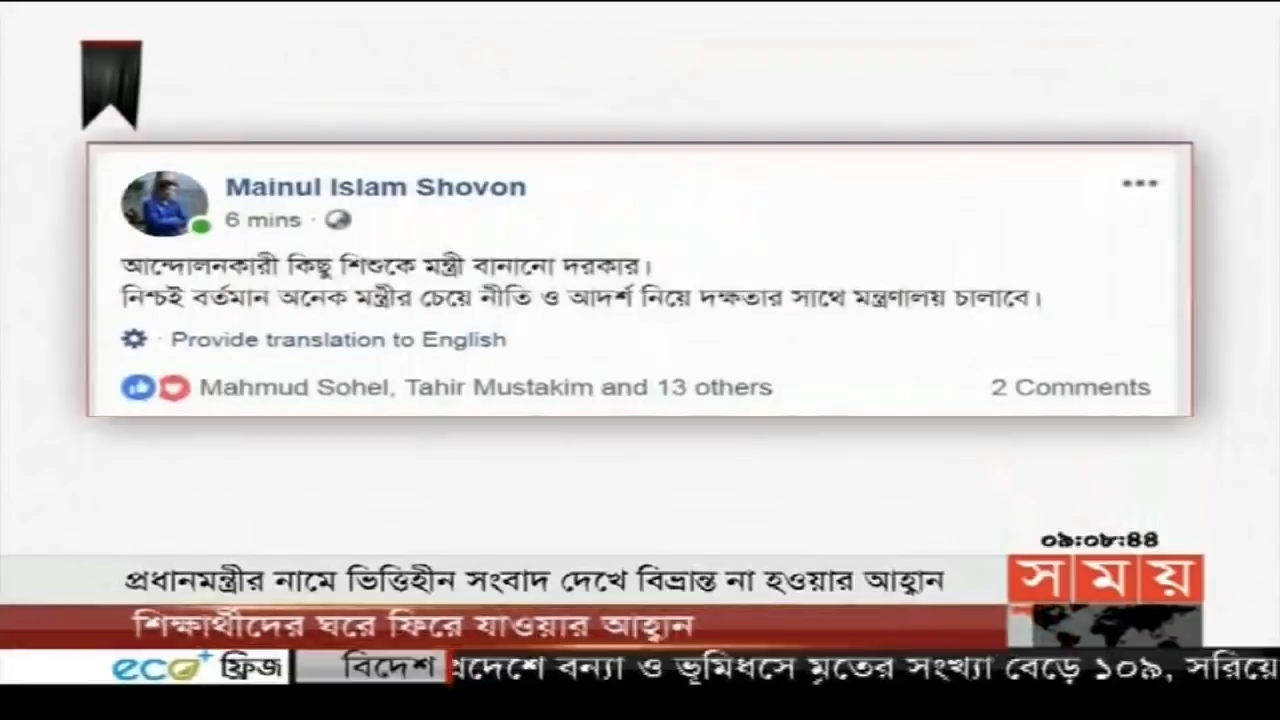 Mainul Islam Shovon
6 mins ·
আন্দোলনকারী কিছু শিশুকে মন্ত্রী বানানো দরকার।
নিশ্চই বর্তমান অনেক মন্ত্রীর চেয়ে নীতি ও আদর্শ নিয়ে দক্ষতার সাথে মন্ত্রণালয় চালাবে।
· Provide translation to English
Mahmud Sohel, Tahir Mustakim and 13 others 2 Comments
০৯:০৮:৪৪
প্রধানমন্ত্রীর নামে ভিত্তিহীন সংবাদ দেখে বিভ্রান্ত না হওয়ার আহ্বান
সময়
শিক্ষার্থীদের ঘরে ফিরে যাওয়ার আহ্বান
eco+ ফ্রিজ বিদেশ প্রদেশে বন্যা ও ভূমিধসে মৃতের সংখ্যা বেড়ে ১০৯, সরিয়ে